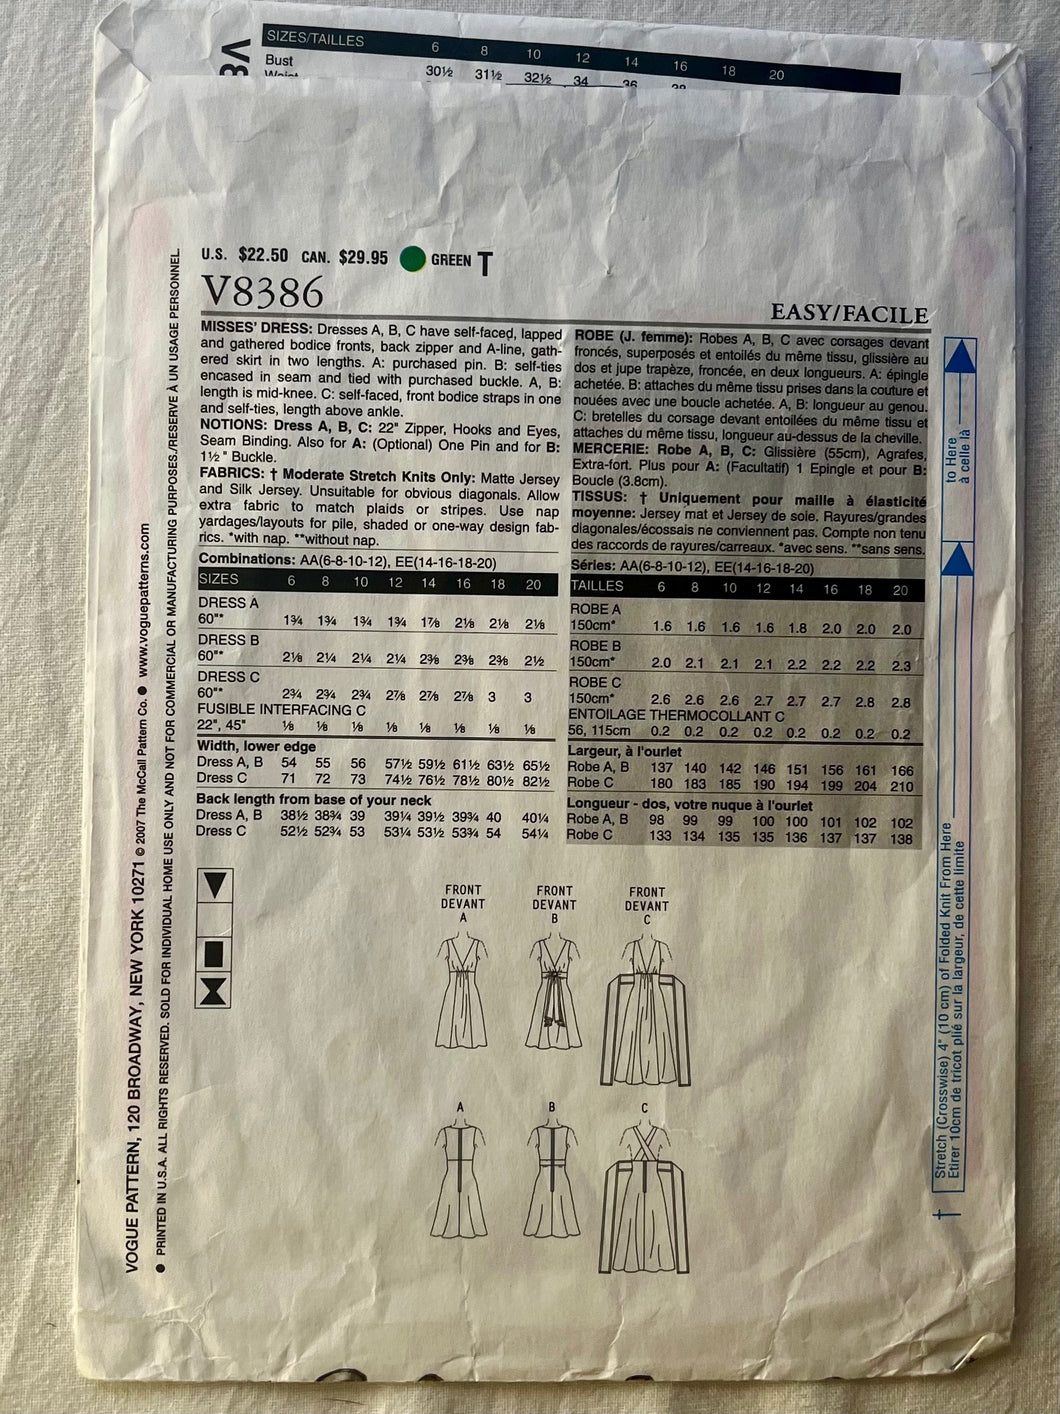 V8
SIZES/TAILLES 6 8 10 12 14 16 18 20
Bust 30½ 31½ 32½ 34 36
U.S. $22.50 CAN. $29.95 GREEN T
V8386
EASY/FACILE
MISSES' DRESS: Dresses A, B, C have self-faced, lapped
and gathered bodice fronts, back zipper and A-line, gath-
ered skirt in two lengths. A: purchased pin. B: self-ties
encased in seam and tied with purchased buckle. A, B:
length is mid-knee. C: self-faced, front bodice straps in one
and self-ties, length above ankle.
NOTIONS: Dress A, B, C: 22" Zipper, Hooks and Eyes,
Seam Binding. Also for A: (Optional) One Pin and for B:
1½" Buckle.
FABRICS: † Moderate Stretch Knits Only: Matte Jersey
and Silk Jersey. Unsuitable for obvious diagonals. Allow
extra fabric to match plaids or stripes. Use nap
yardages/layouts for pile, shaded or one-way design fab-
rics. *with nap. **without nap.
Combinations: AA(6-8-10-12), EE(14-16-18-20)
SIZES 6 8 10 12 14 16 18 20
DRESS A
60"* 1¾ 1¾ 1¾ 1¾ 1⅞ 2⅛ 2⅛ 2⅛
DRESS B
60"* 2⅛ 2¼ 2¼ 2¼ 2⅜ 2⅜ 2⅜ 2½
DRESS C
60"* 2¾ 2¾ 2¾ 2⅞ 2⅞ 2⅞ 3 3
FUSIBLE INTERFACING C
22", 45" ⅛ ⅛ ⅛ ⅛ ⅛ ⅛ ⅛ ⅛
Width, lower edge
Dress A, B 54 55 56 57½ 59½ 61½ 63½ 65½
Dress C 71 72 73 74½ 76½ 78½ 80½ 82½
Back length from base of your neck
Dress A, B 38½ 38¾ 39 39¼ 39½ 39¾ 40 40¼
Dress C 52½ 52¾ 53 53¼ 53½ 53¾ 54 54¼
ROBE (J. femme): Robes A, B, C avec corsages devant
froncés, superposés et entoilés du même tissu, glissière au
dos et jupe trapèze, froncée, en deux longueurs. A: épingle
achetée. B: attaches du même tissu prises dans la couture et
nouées avec une boucle achetée. A, B: longueur au genou.
C: bretelles du corsage devant entoilées du même tissu et
attaches du même tissu, longueur au-dessus de la cheville.
MERCERIE: Robe A, B, C: Glissière (55cm), Agrafes,
Extra-fort. Plus pour A: (Facultatif) 1 Epingle et pour B:
Boucle (3.8cm).
TISSUS: † Uniquement pour maille à élasticité
moyenne: Jersey mat et Jersey de soie. Rayures/grandes
diagonales/écossais ne conviennent pas. Compte non tenu
des raccords de rayures/carreaux. *avec sens. **sans sens.
Séries: AA(6-8-10-12), EE(14-16-18-20)
TAILLES 6 8 10 12 14 16 18 20
ROBE A
150cm* 1.6 1.6 1.6 1.6 1.8 2.0 2.0 2.0
ROBE B
150cm* 2.0 2.1 2.1 2.1 2.2 2.2 2.2 2.3
ROBE C
150cm* 2.6 2.6 2.6 2.7 2.7 2.7 2.8 2.8
ENTOILAGE THERMOCOLLANT C
56, 115cm 0.2 0.2 0.2 0.2 0.2 0.2 0.2 0.2
Largeur, à l'ourlet
Robe A, B 137 140 142 146 151 156 161 166
Robe C 180 183 185 190 194 199 204 210
Longueur - dos, votre nuque à l'ourlet
Robe A, B 98 99 99 100 100 101 102 102
Robe C 133 134 135 135 136 137 137 138
FRONT FRONT FRONT
DEVANT DEVANT DEVANT
A B C
A B C
VOGUE PATTERN, 120 BROADWAY, NEW YORK 10271 © 2007 The McCall Pattern Co. ● www.voguepatterns.com
● PRINTED IN U.S.A. ALL RIGHTS RESERVED. SOLD FOR INDIVIDUAL HOME USE ONLY AND NOT FOR COMMERCIAL OR MANUFACTURING PURPOSES./RESERVÉ À UN USAGE PERSONNEL.
† Stretch (Crosswise) 4" (10 cm) of Folded Knit From Here
Etirer 10cm de tricot plié sur la largeur, de cette limite
to Here
à celle là